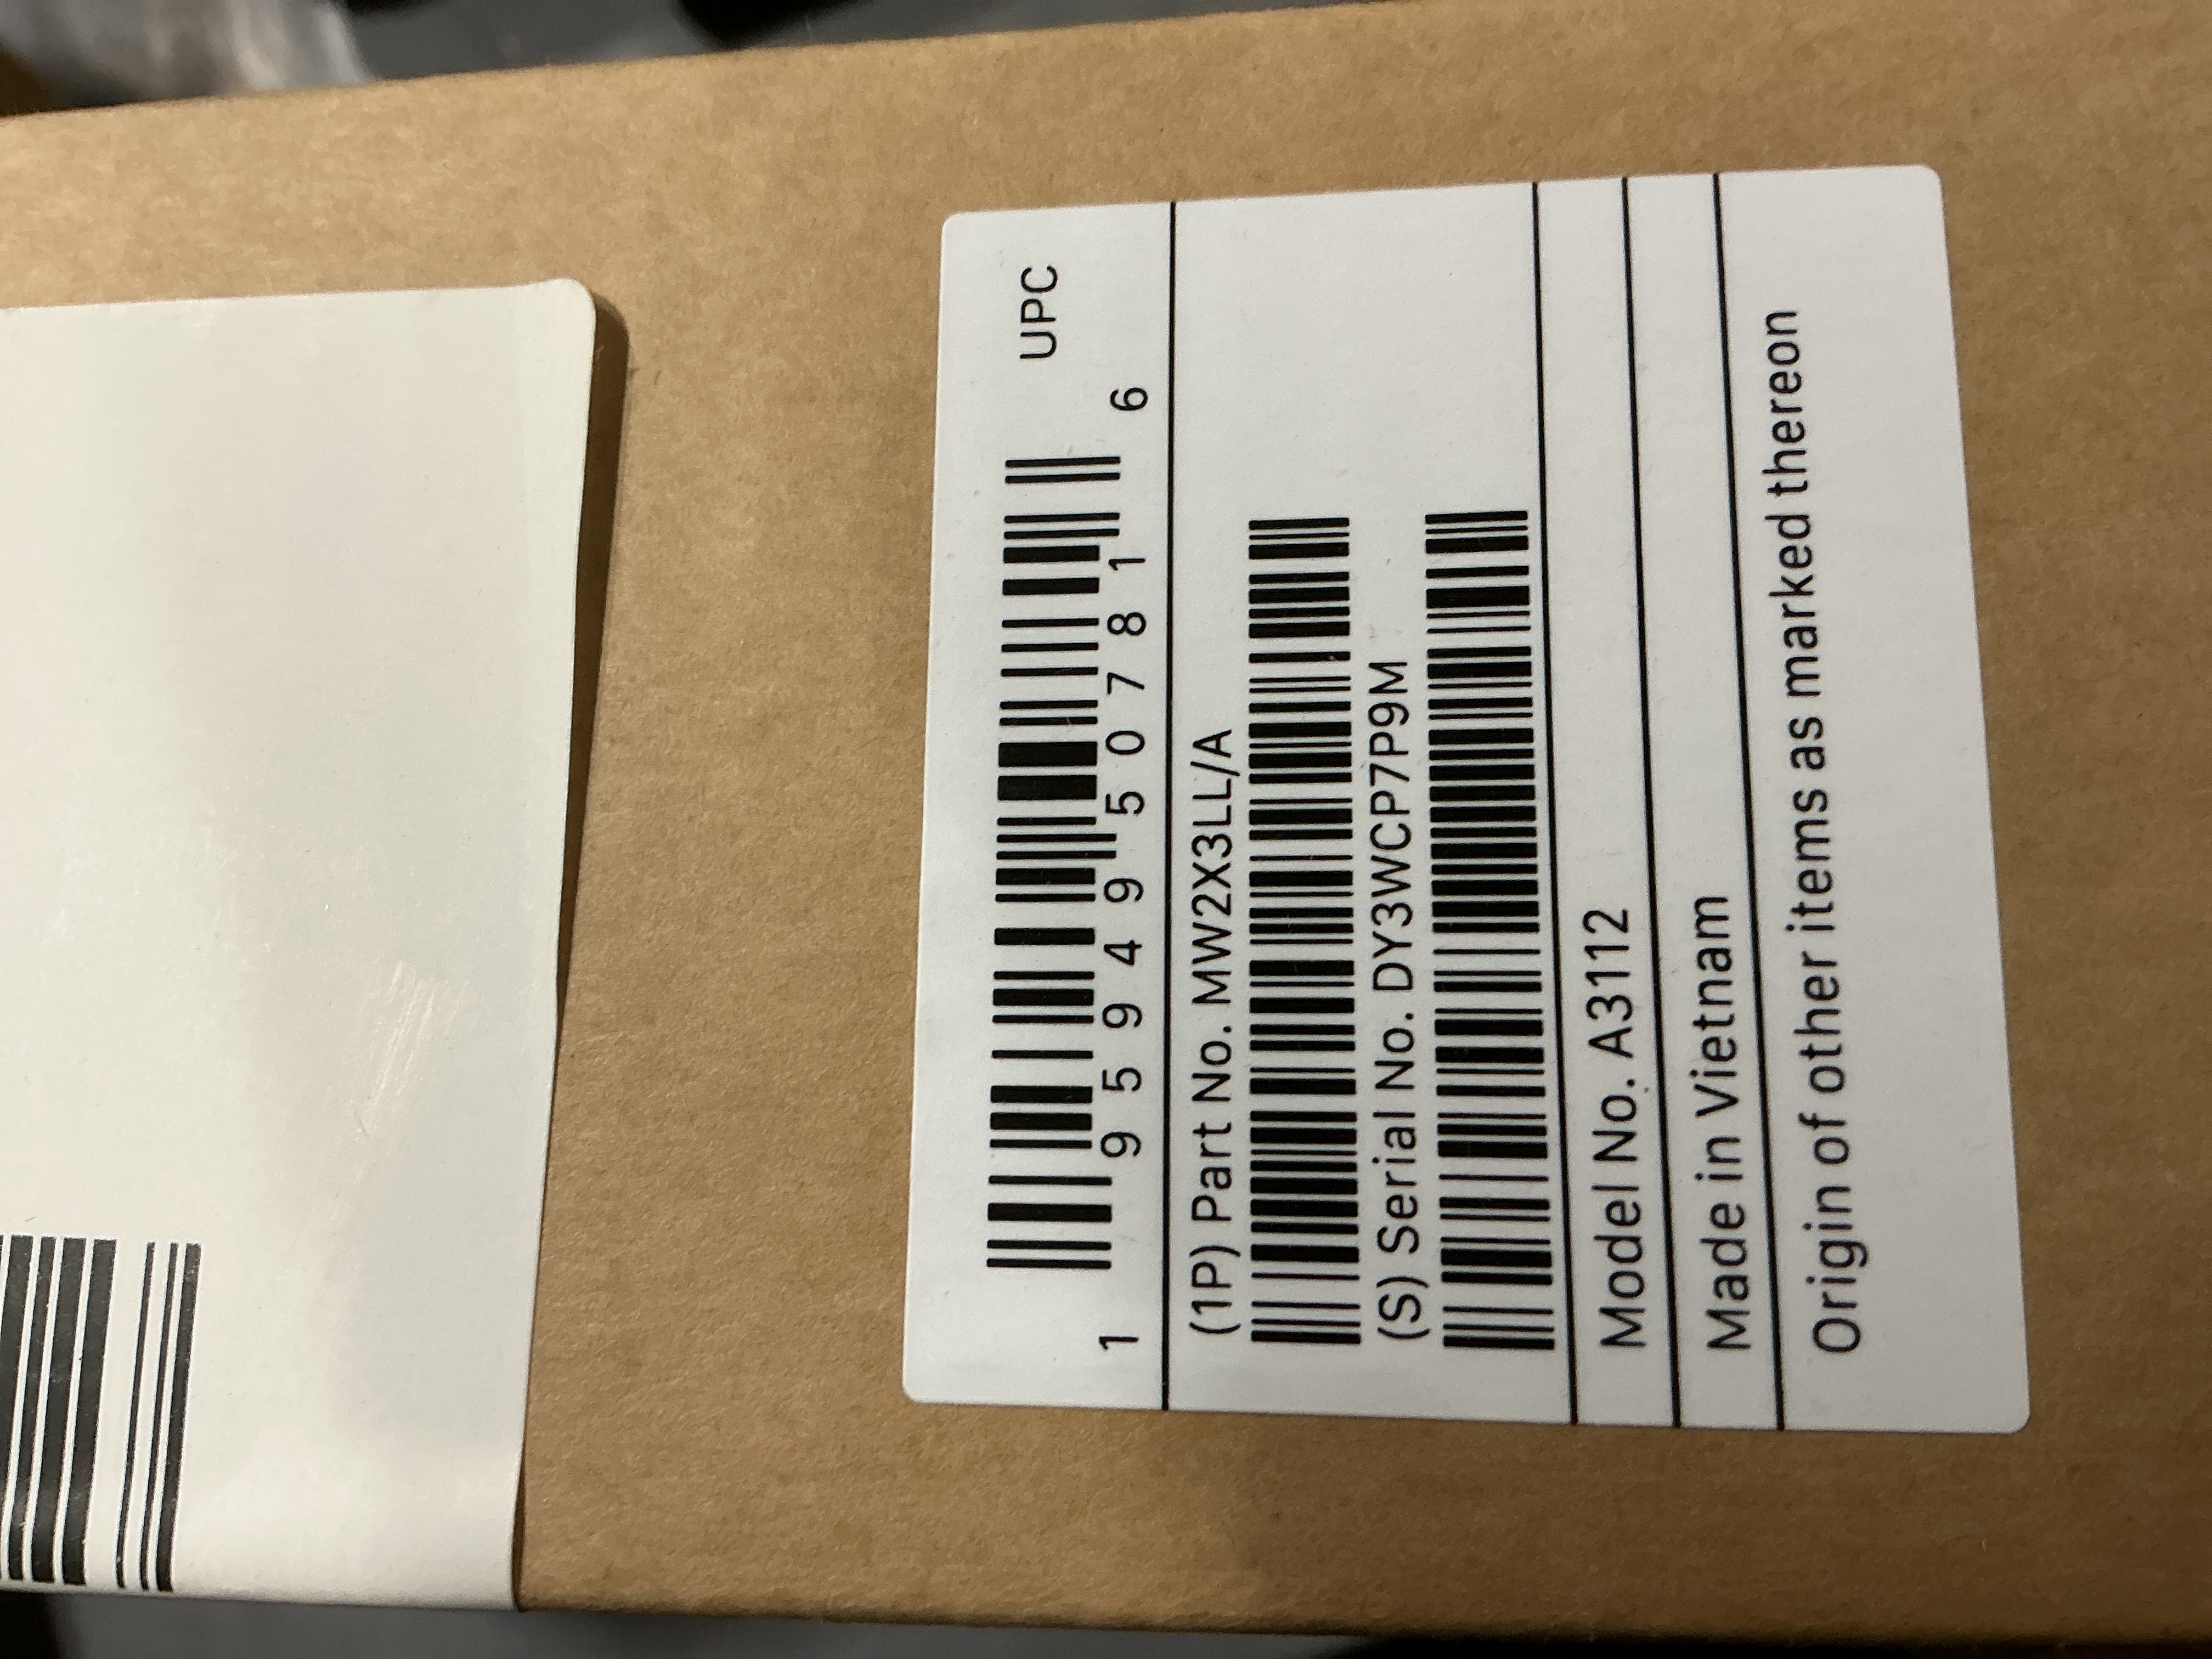 UPC
1 95949 50781 6
(1P) Part No. MW2X3LL/A
(S) Serial No. DY3WCP7P9M
Model No. A3112
Made in Vietnam
Origin of other items as marked thereon